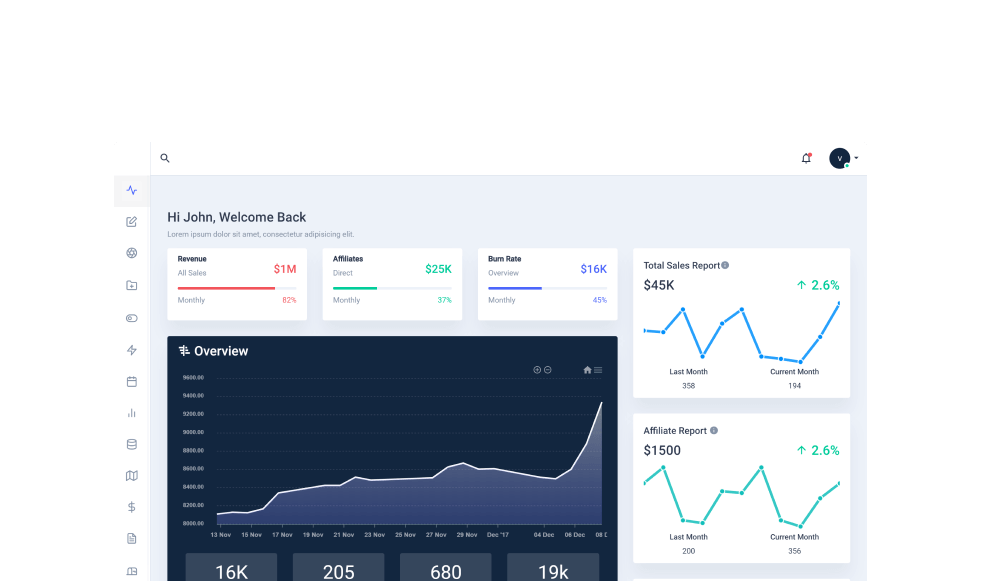 V
Hi John, Welcome Back
Lorem ipsum dolor sit amet, consectetur adipisicing elit.
Revenue
All Sales
$1M
Monthly
82%
Affiliates
Direct
$25K
Monthly
37%
Burn Rate
Overview
$16K
Monthly
45%
Total Sales Report
$45K
2.6%
Last Month
Current Month
358
194
Overview
9600.00
9400.00
9200.00
9000.00
8800.00
8600.00
8400.00
8200.00
8000.00
13 Nov 15 Nov 17 Nov 19 Nov 21 Nov 23 Nov 25 Nov 27 Nov 29 Nov Dec '17 04 Dec 06 Dec 08
16K
205
680
19k
Affiliate Report
$1500
2.6%
Last Month
Current Month
200
356